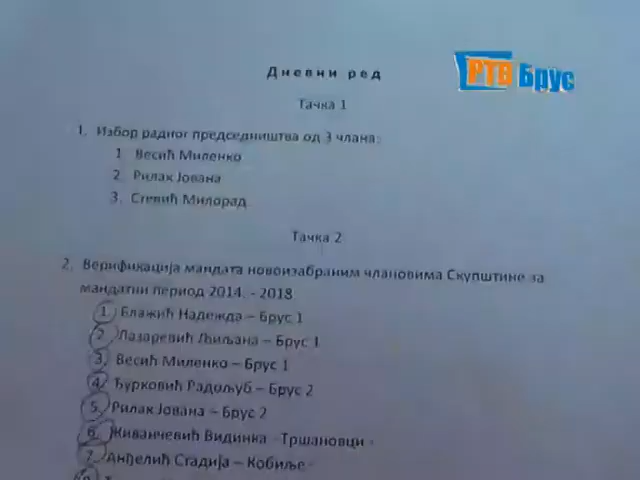 РТВ Брус
Дневни ред
Тачка 1
1. Избор радног председништва од 3 члана:
1 Весић Миленко
2. Рилак Јована
3. Стевић Милорад
Тачка 2
2. Верификација мандата новоизабраним члановима Скупштине за
мандатни период 2014. - 2018
1. Блажић Надежда – Брус 1
2. Лазаревић Љиљана – Брус 1
3. Весић Миленко – Брус 1
4. Ђурковић Радољуб – Брус 2
5. Рилак Јована – Брус 2
6. Живанчевић Видинка - Тршановци -
7. Анђелић Стадија – Кобиље -